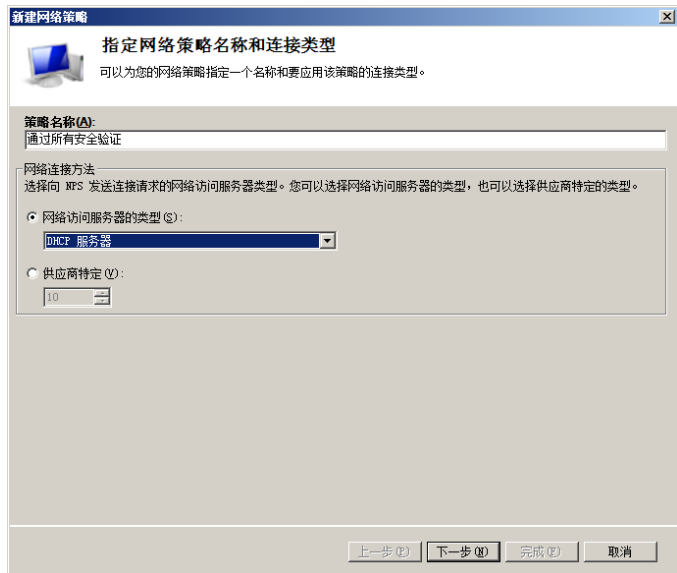 新建网络策略
指定网络策略名称和连接类型
可以为您的网络策略指定一个名称和要应用该策略的连接类型。
策略名称(A):
通过所有安全验证
网络连接方法
选择向 NPS 发送连接请求的网络访问服务器类型。您可以选择网络访问服务器的类型，也可以选择供应商特定的类型。
网络访问服务器的类型(S):
DHCP 服务器
供应商特定(V):
10
上一步(P) 下一步(N) 完成(F) 取消